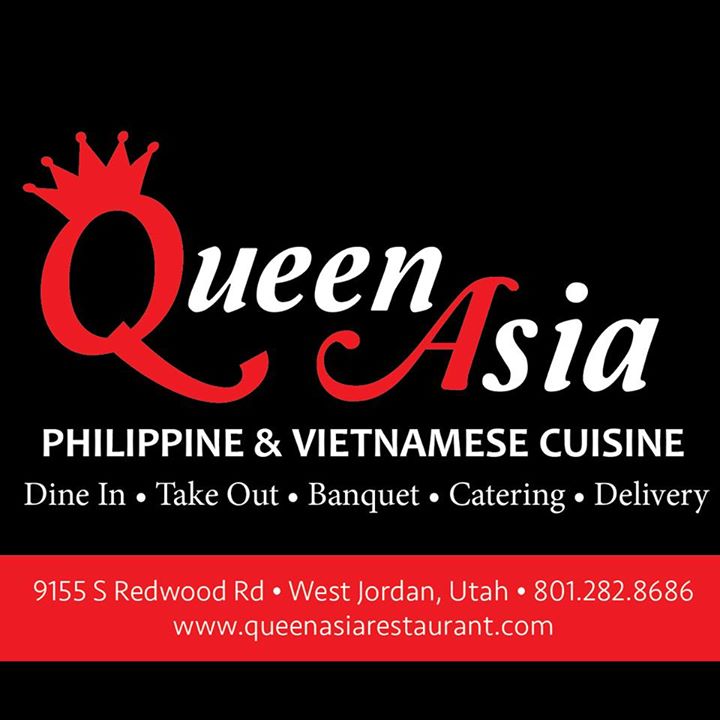 Queen
Asia
PHILIPPINE & VIETNAMESE CUISINE
Dine In • Take Out • Banquet • Catering • Delivery
9155 S Redwood Rd • West Jordan, Utah • 801.282.8686
www.queenasiarestaurant.com